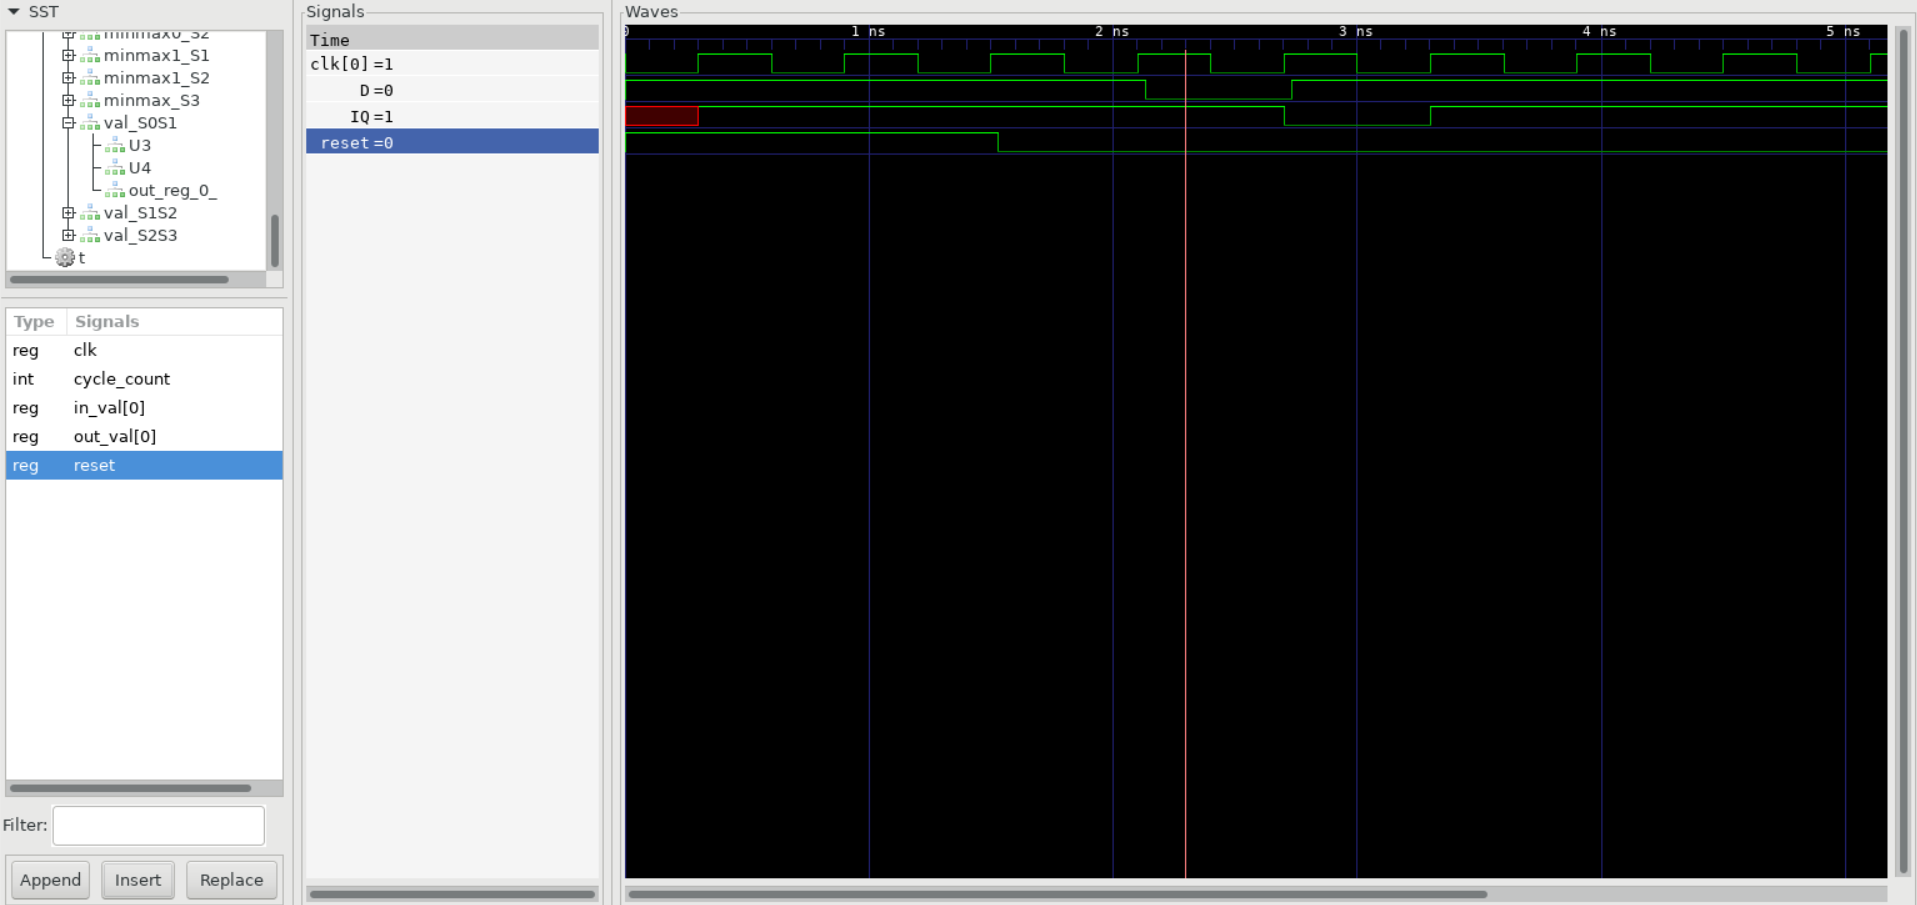 SST
minmax0_S2
minmax1_S1
minmax1_S2
minmax_S3
val_S0S1
U3
U4
out_reg_0_
val_S1S2
val_S2S3
t
Type Signals
reg clk
int cycle_count
reg in_val[0]
reg out_val[0]
reg reset
Filter:
Append Insert Replace
Signals
Time
clk[0]=1
D=0
IQ=1
reset=0
Waves
0 1 ns 2 ns 3 ns 4 ns 5 ns